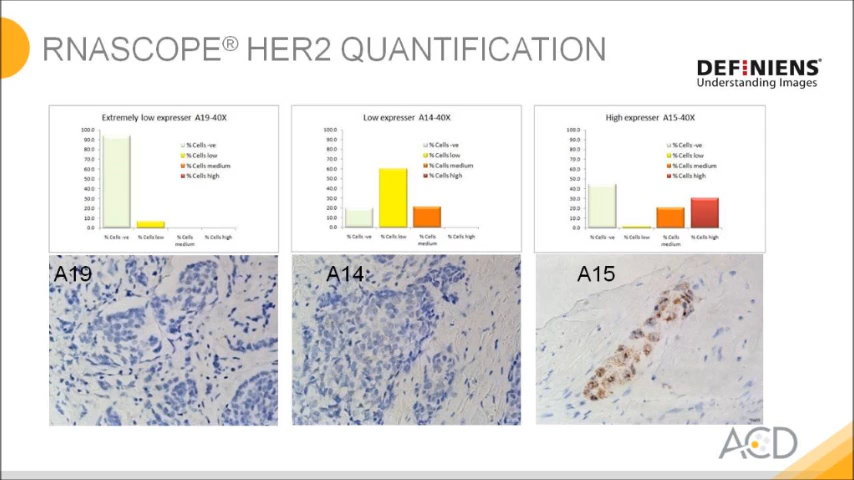 RNASCOPE® HER2 QUANTIFICATION
DEFINIENS®
Understanding Images
Extremely low expresser A19-40X
100.0
90.0
80.0
70.0
60.0
50.0
40.0
30.0
20.0
10.0
0.0
% Cells -ve
% Cells low
% Cells medium
% Cells high
% Cells -ve % Cells low % Cells % Cells high
medium
Low expresser A14-40X
100.0
90.0
80.0
70.0
60.0
50.0
40.0
30.0
20.0
10.0
0.0
% Cells -ve
% Cells low
% Cells medium
% Cells high
% Cells -ve % Cells low % Cells % Cells high
medium
High expresser A15-40X
100.0
90.0
80.0
70.0
60.0
50.0
40.0
30.0
20.0
10.0
0.0
% Cells -ve
% Cells low
% Cells medium
% Cells high
% Cells -ve % Cells low % Cells % Cells high
medium
A19
A14
A15
ACD